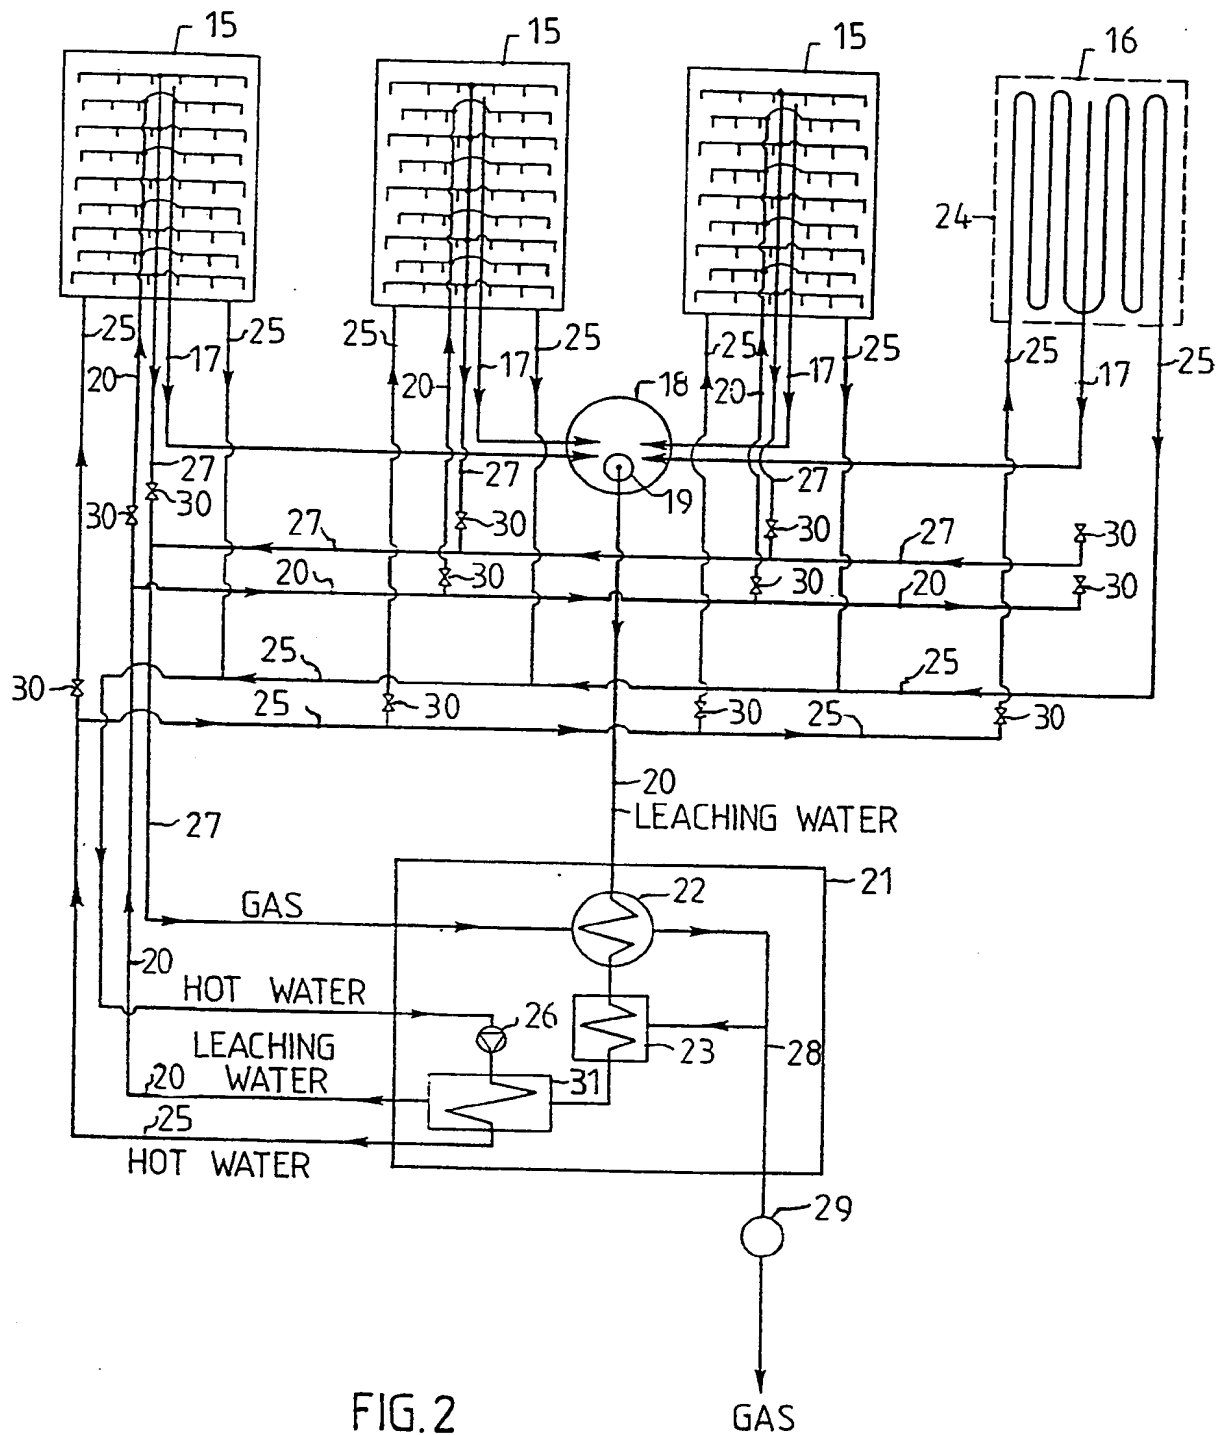 15 15 15 16
24
25 17 25 25 17 25 25 17 25 25 17 25
20 20 20
18
27 27 19 27
30 30 30 30 30
27 27
30 30 30
20 20
25 25
30 30 30 30
25 25
20
LEACHING WATER
27
21
22
GAS
20
HOT WATER
26
LEACHING
WATER
23 28
20 31
25
HOT WATER
29
FIG. 2 GAS